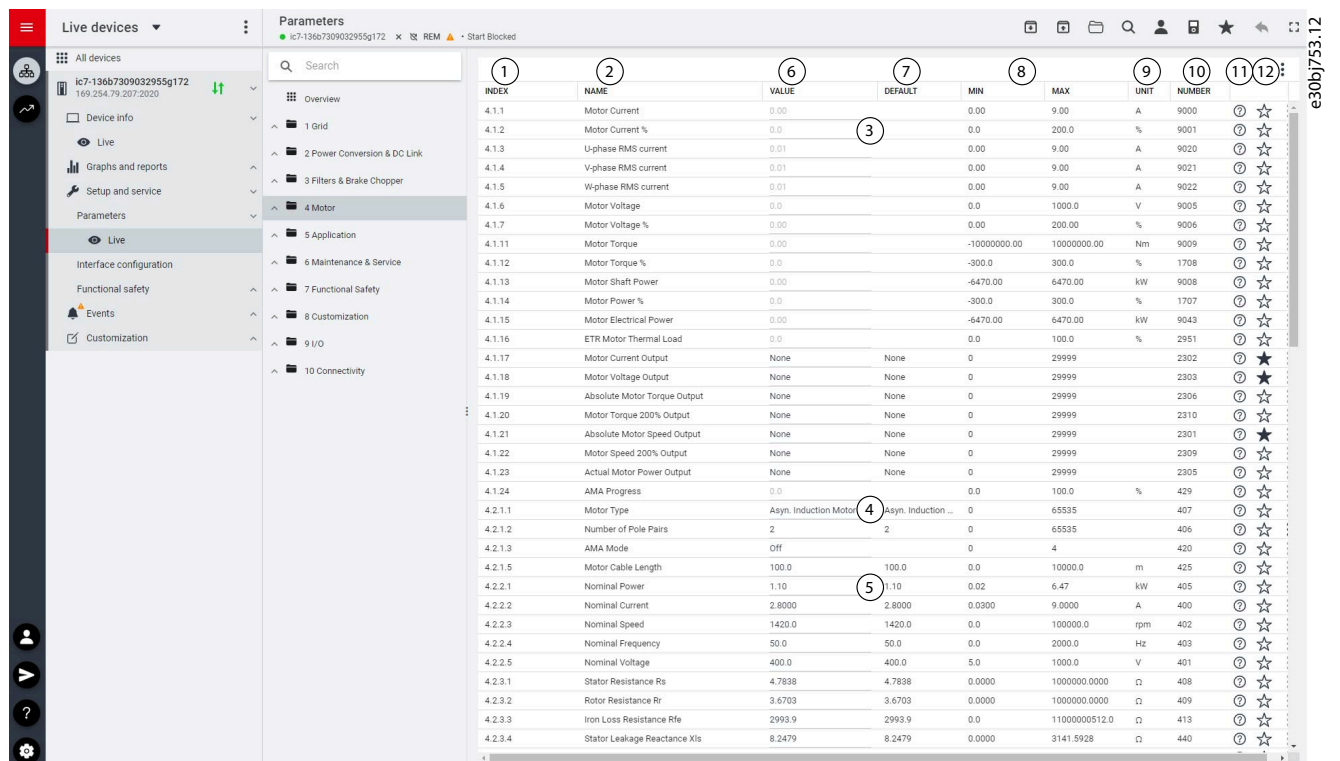 Live devices
Parameters
ic7-136b7309032955g172 × REM • Start Blocked
e30bj753.12
All devices
ic7-136b7309032955g172
169.254.79.207:2020
Device info
Live
Graphs and reports
Setup and service
Parameters
Live
Interface configuration
Functional safety
Events
Customization
Search
Overview
1 Grid
2 Power Conversion & DC Link
3 Filters & Brake Chopper
4 Motor
5 Application
6 Maintenance & Service
7 Functional Safety
8 Customization
9 I/O
10 Connectivity
1 2 6 7 8 9 10 11 12
INDEX NAME VALUE DEFAULT MIN MAX UNIT NUMBER
4.1.1 Motor Current 0.00 0.00 9.00 A 9000 ?
3
4.1.2 Motor Current % 0.0 0.0 200.0 % 9001 ?
4.1.3 U-phase RMS current 0.01 0.00 9.00 A 9020 ?
4.1.4 V-phase RMS current 0.01 0.00 9.00 A 9021 ?
4.1.5 W-phase RMS current 0.01 0.00 9.00 A 9022 ?
4.1.6 Motor Voltage 0.0 0.0 1000.0 V 9005 ?
4.1.7 Motor Voltage % 0.00 0.00 200.00 % 9006 ?
4.1.11 Motor Torque 0.00 -10000000.00 10000000.00 Nm 9009 ?
4.1.12 Motor Torque % 0.0 -300.0 300.0 % 1708 ?
4.1.13 Motor Shaft Power 0.00 -6470.00 6470.00 kW 9008 ?
4.1.14 Motor Power % 0.0 -300.0 300.0 % 1707 ?
4.1.15 Motor Electrical Power 0.00 -6470.00 6470.00 kW 9043 ?
4.1.16 ETR Motor Thermal Load 0.0 0.0 100.0 % 2951 ?
4.1.17 Motor Current Output None None 0 29999 2302 ?
4.1.18 Motor Voltage Output None None 0 29999 2303 ?
4.1.19 Absolute Motor Torque Output None None 0 29999 2306 ?
4.1.20 Motor Torque 200% Output None None 0 29999 2310 ?
4.1.21 Absolute Motor Speed Output None None 0 29999 2301 ?
4.1.22 Motor Speed 200% Output None None 0 29999 2309 ?
4.1.23 Actual Motor Power Output None None 0 29999 2305 ?
4.1.24 AMA Progress 0.0 0.0 100.0 % 429 ?
4.2.1.1 Motor Type Asyn. Induction Motor 4 Asyn. Induction ... 0 65535 407 ?
4.2.1.2 Number of Pole Pairs 2 2 0 65535 406 ?
4.2.1.3 AMA Mode Off 0 4 420 ?
4.2.1.5 Motor Cable Length 100.0 100.0 0.0 10000.0 m 425 ?
4.2.2.1 Nominal Power 1.10 5 1.10 0.02 6.47 kW 405 ?
4.2.2.2 Nominal Current 2.8000 2.8000 0.0300 9.0000 A 400 ?
4.2.2.3 Nominal Speed 1420.0 1420.0 0.0 100000.0 rpm 402 ?
4.2.2.4 Nominal Frequency 50.0 50.0 0.0 2000.0 Hz 403 ?
4.2.2.5 Nominal Voltage 400.0 400.0 5.0 1000.0 V 401 ?
4.2.3.1 Stator Resistance Rs 4.7838 4.7838 0.0000 1000000.0000 Ω 408 ?
4.2.3.2 Rotor Resistance Rr 3.6703 3.6703 0.0000 1000000.0000 Ω 409 ?
4.2.3.3 Iron Loss Resistance Rfe 2993.9 2993.9 0.0 11000000512.0 Ω 413 ?
4.2.3.4 Stator Leakage Reactance Xls 8.2479 8.2479 0.0000 3141.5928 Ω 440 ?
?